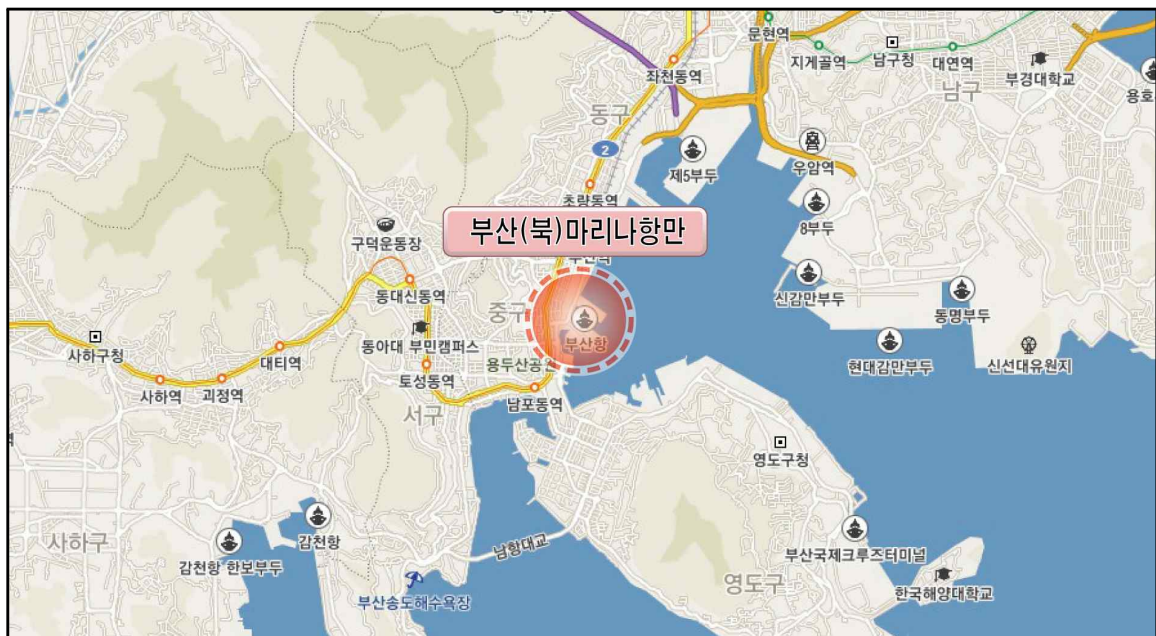 문현역
지게골역
남구청
대연역
부경대학교
용호
좌천동역
남구
동구
2
제5부두
우암역
초량동역
8부두
부산(북)마리나항만
구덕운동장
동대신동역
중구
부산항
신감만부두
동명부두
사하구청
대티역
동아대 부민캠퍼스
용두산공원
현대감만부두
신선대유원지
토성동역
사하역
괴정역
서구
남포동역
영도구청
감천항
사하구
감천항 한보부두
남항대교
부산국제크루즈터미널
영도구
한국해양대학교
부산송도해수욕장